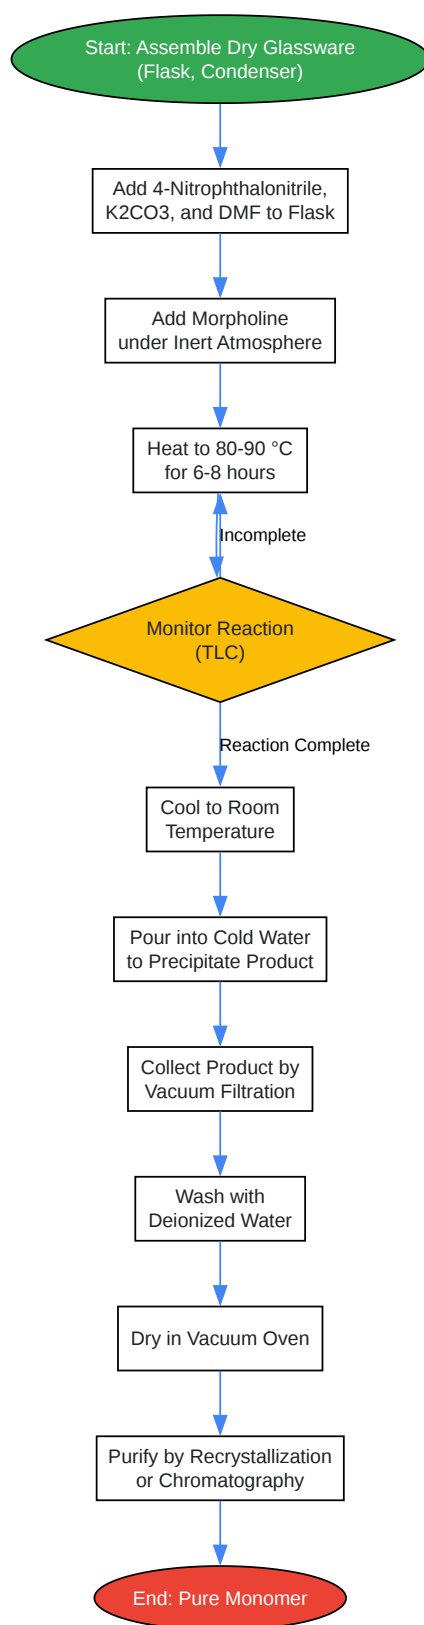 Start: Assemble Dry Glassware
(Flask, Condenser)
Add 4-Nitrophthalonitrile,
K2CO3, and DMF to Flask
Add Morpholine
under Inert Atmosphere
Heat to 80-90 °C
for 6-8 hours
Incomplete
Monitor Reaction
(TLC)
Reaction Complete
Cool to Room
Temperature
Pour into Cold Water
to Precipitate Product
Collect Product by
Vacuum Filtration
Wash with
Deionized Water
Dry in Vacuum Oven
Purify by Recrystallization
or Chromatography
End: Pure Monomer